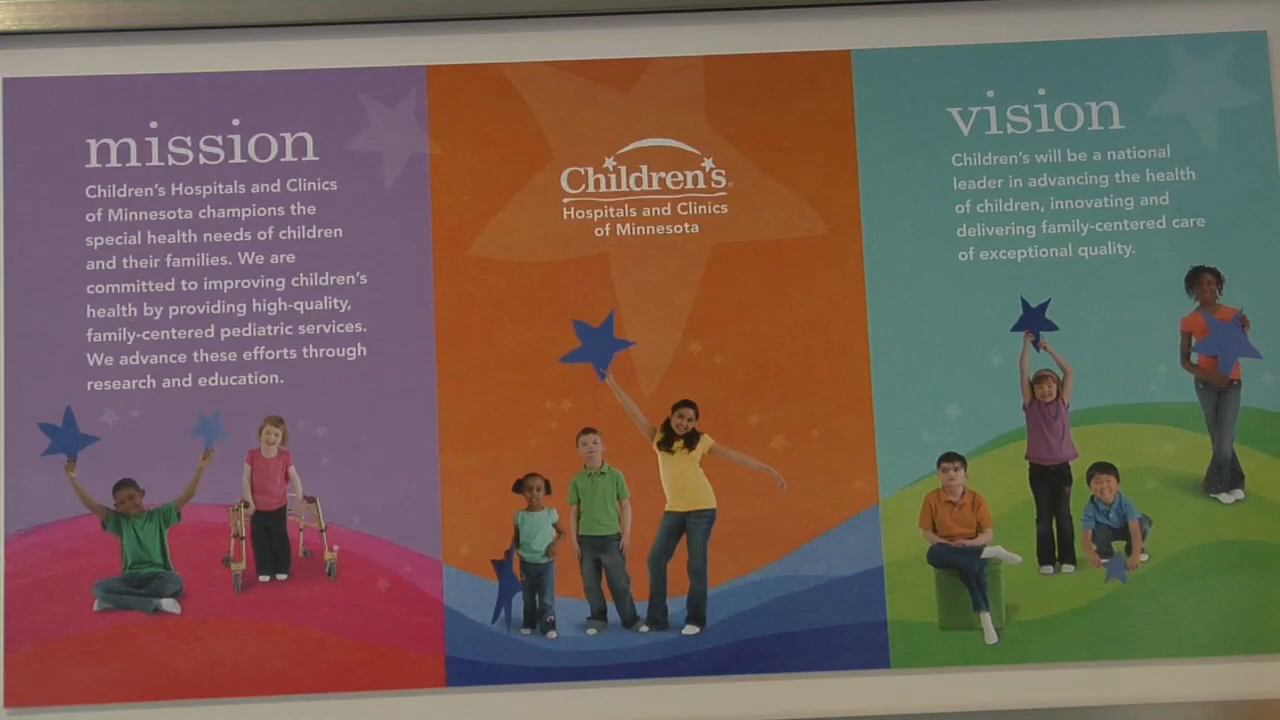 mission
Children's Hospitals and Clinics
of Minnesota champions the
special health needs of children
and their families. We are
committed to improving children's
health by providing high-quality,
family-centered pediatric services.
We advance these efforts through
research and education.
Children's®
Hospitals and Clinics
of Minnesota
vision
Children's will be a national
leader in advancing the health
of children, innovating and
delivering family-centered care
of exceptional quality.